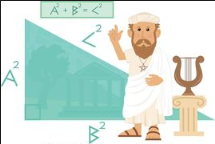 A² + B² = C²
C²
A²
B²